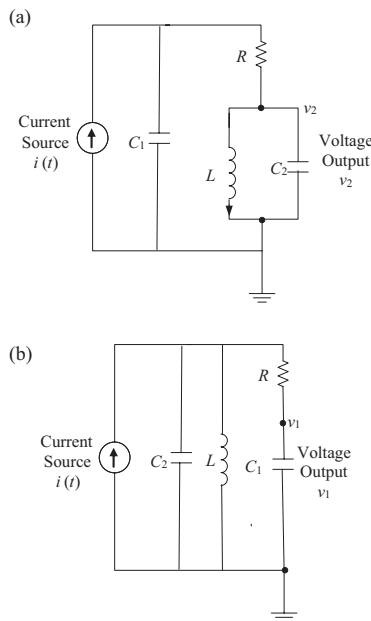 (a)
R
v2
Current
Source
i (t)
C1
L
C2
Voltage
Output
v2
(b)
R
v1
Current
Source
i (t)
C2
L
C1
Voltage
Output
v1